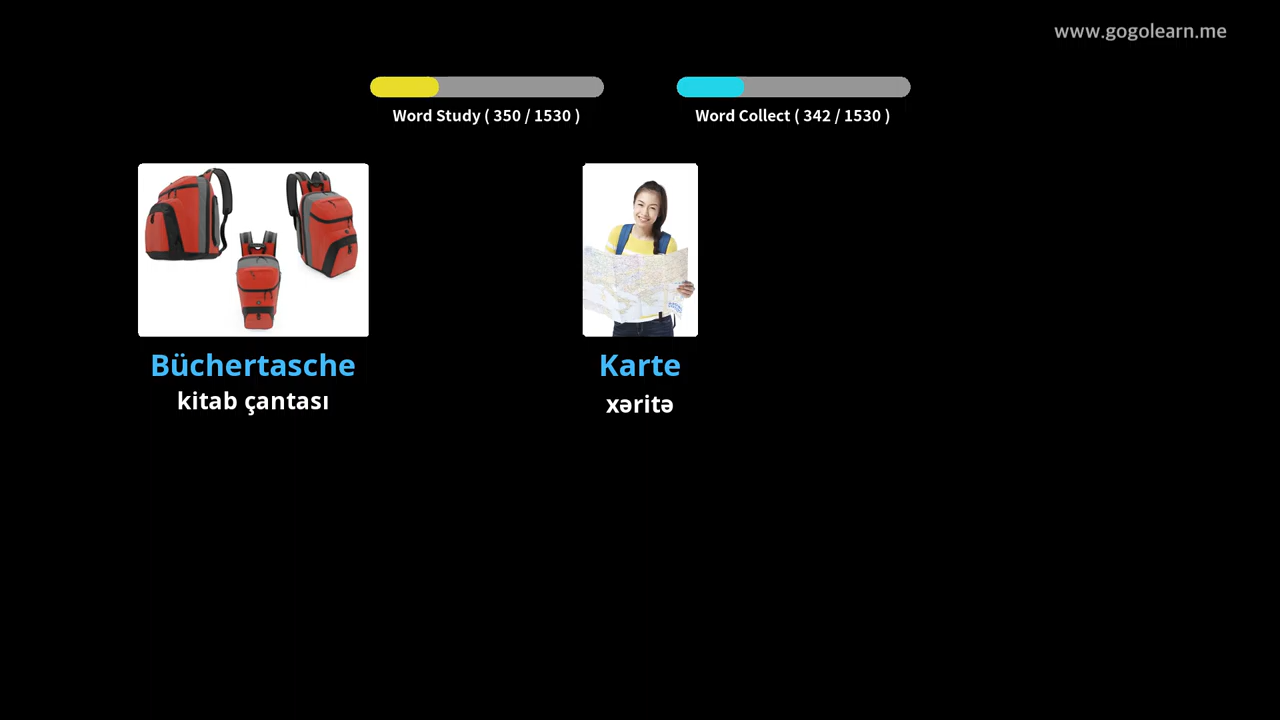 www.gogolearn.me
Word Study ( 350 / 1530 )
Word Collect ( 342 / 1530 )
Büchertasche
kitab çantası
Karte
xəritə